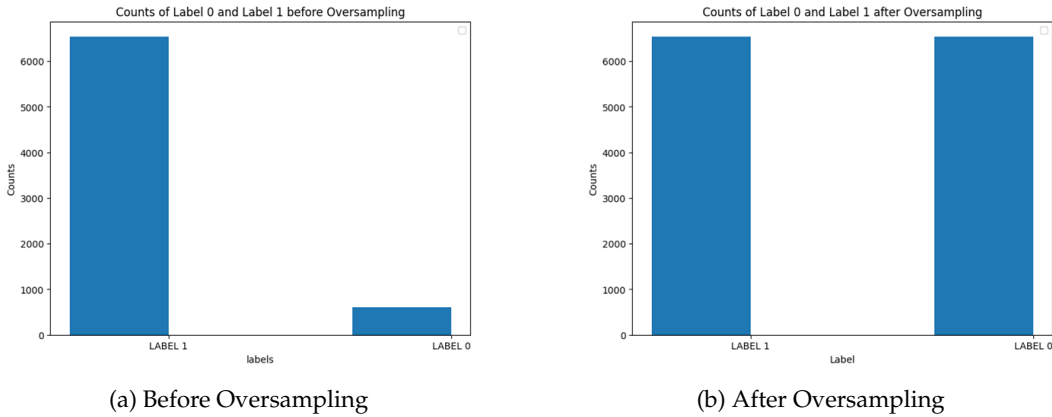 Counts of Label 0 and Label 1 before Oversampling
6000
5000
4000
3000
2000
1000
0
Counts
LABEL 1
LABEL 0
labels
(a) Before Oversampling
Counts of Label 0 and Label 1 after Oversampling
6000
5000
4000
3000
2000
1000
0
Counts
LABEL 1
LABEL 0
Label
(b) After Oversampling